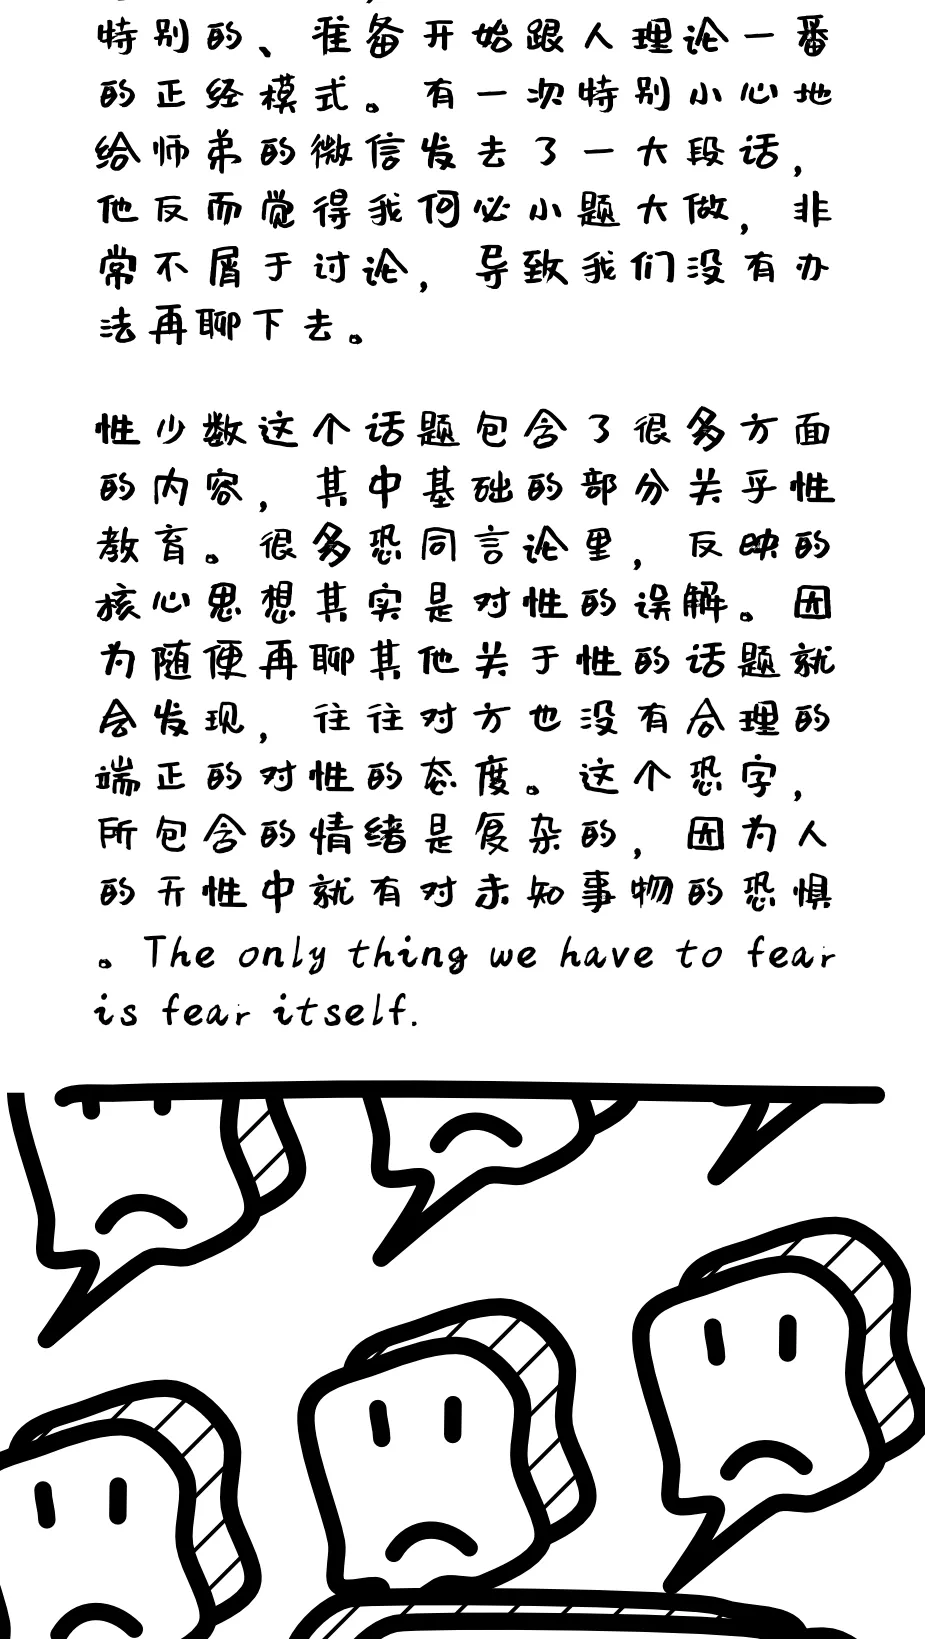 特别的、准备开始跟人理论一番
的正经模式。有一次特别小心地
给师弟的微信发去了一大段话，
他反而觉得我何必小题大做，非
常不屑于讨论，导致我们没有办
法再聊下去。
性少数这个话题包含了很多方面
的内容，其中基础的部分关乎性
教育。很多恐同言论里，反映的
核心思想其实是对性的误解。因
为随便再聊其他关于性的话题就
会发现，往往对方也没有合理的
端正的对性的态度。这个恐字，
所包含的情绪是复杂的，因为人
的天性中就有对未知事物的恐惧
。The only thing we have to fear
is fear itself.